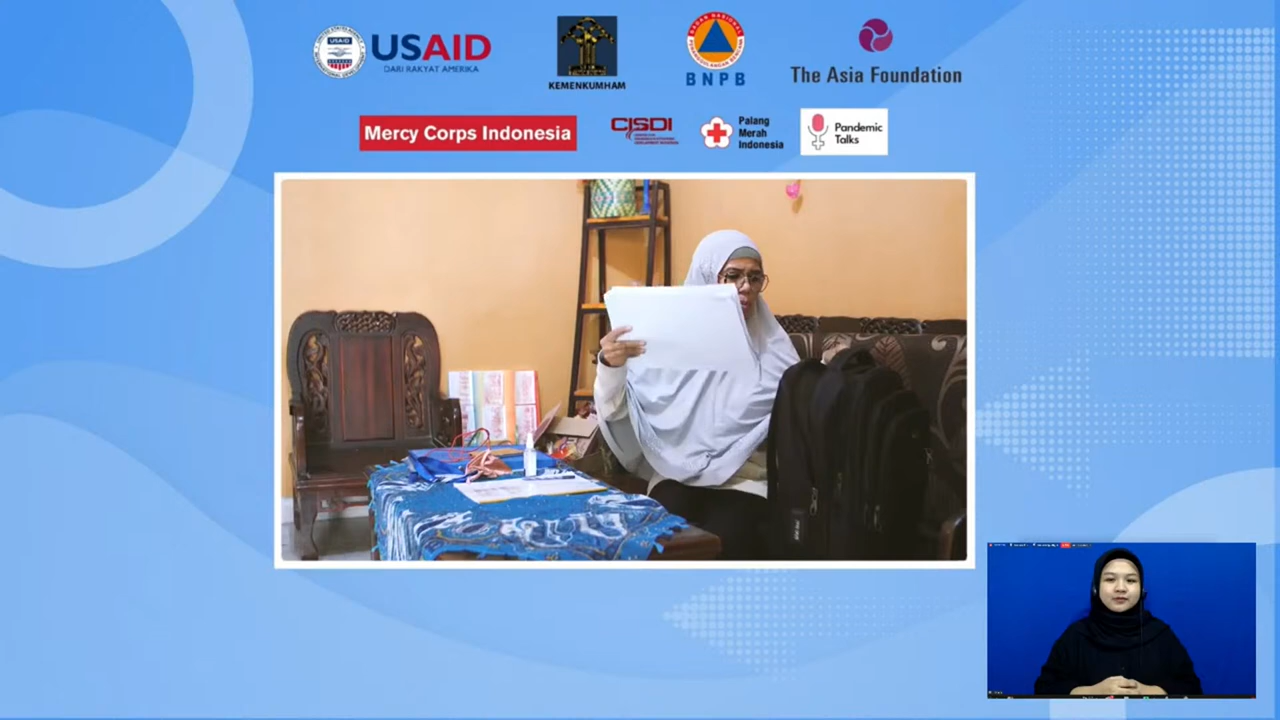 USAID
DARI RAKYAT AMERIKA
KEMENKUMHAM
BNPB
The Asia Foundation
Mercy Corps Indonesia
CISDI
Palang
Merah
Indonesia
Pandemic
Talks